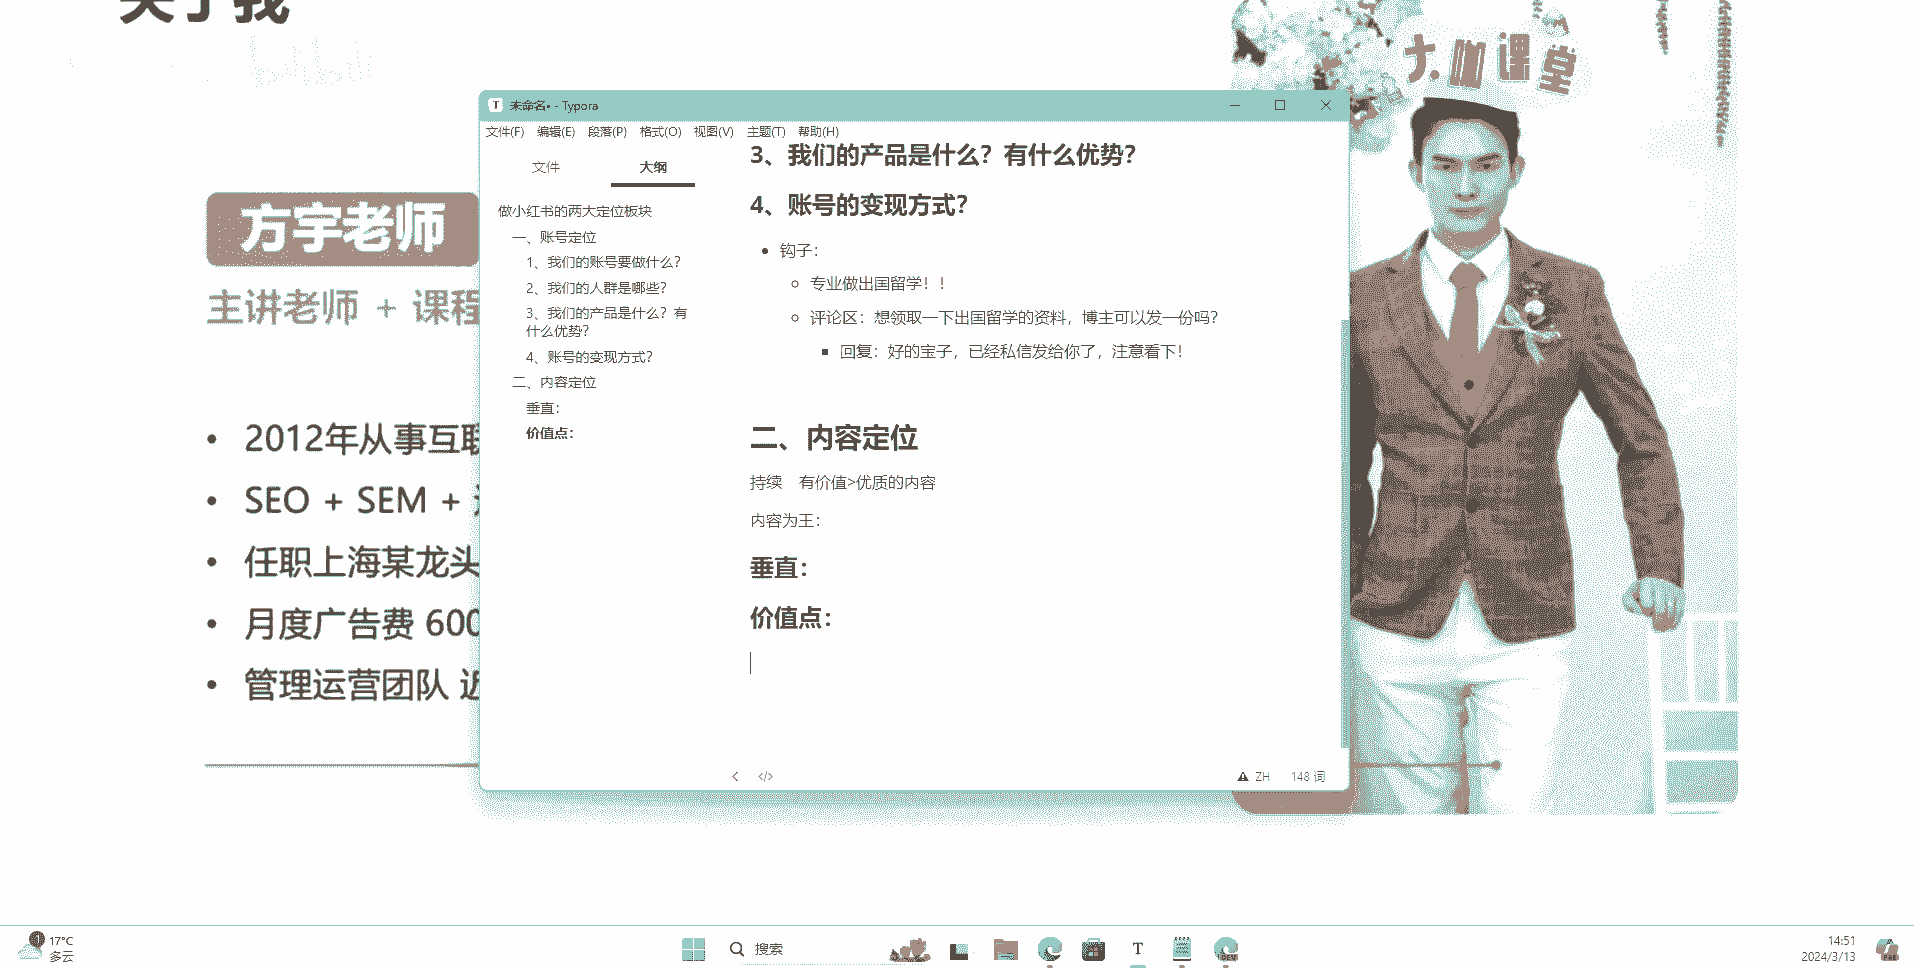 关于我
大咖课堂
方宇老师
主讲老师 + 课程
2012年从事互联
SEO + SEM +
任职上海某龙头
月度广告费 600
管理运营团队 近
未命名• - Typora
文件(F) 编辑(E) 段落(P) 格式(O) 视图(V) 主题(T) 帮助(H)
文件 大纲
做小红书的两大定位板块
一、账号定位
1、我们的账号要做什么？
2、我们的人群是哪些？
3、我们的产品是什么？有
什么优势？
4、账号的变现方式？
二、内容定位
垂直：
价值点：
3、我们的产品是什么？有什么优势？
4、账号的变现方式？
钩子：
专业做出国留学！！
评论区：想领取一下出国留学的资料，博主可以发一份吗？
回复：好的宝子，已经私信发给你了，注意看下！
二、内容定位
持续 有价值>优质的内容
内容为王：
垂直：
价值点：
</> ZH 148 词
1 17°C
多云
搜索
T
DEV
14:51
2024/3/13
PRE